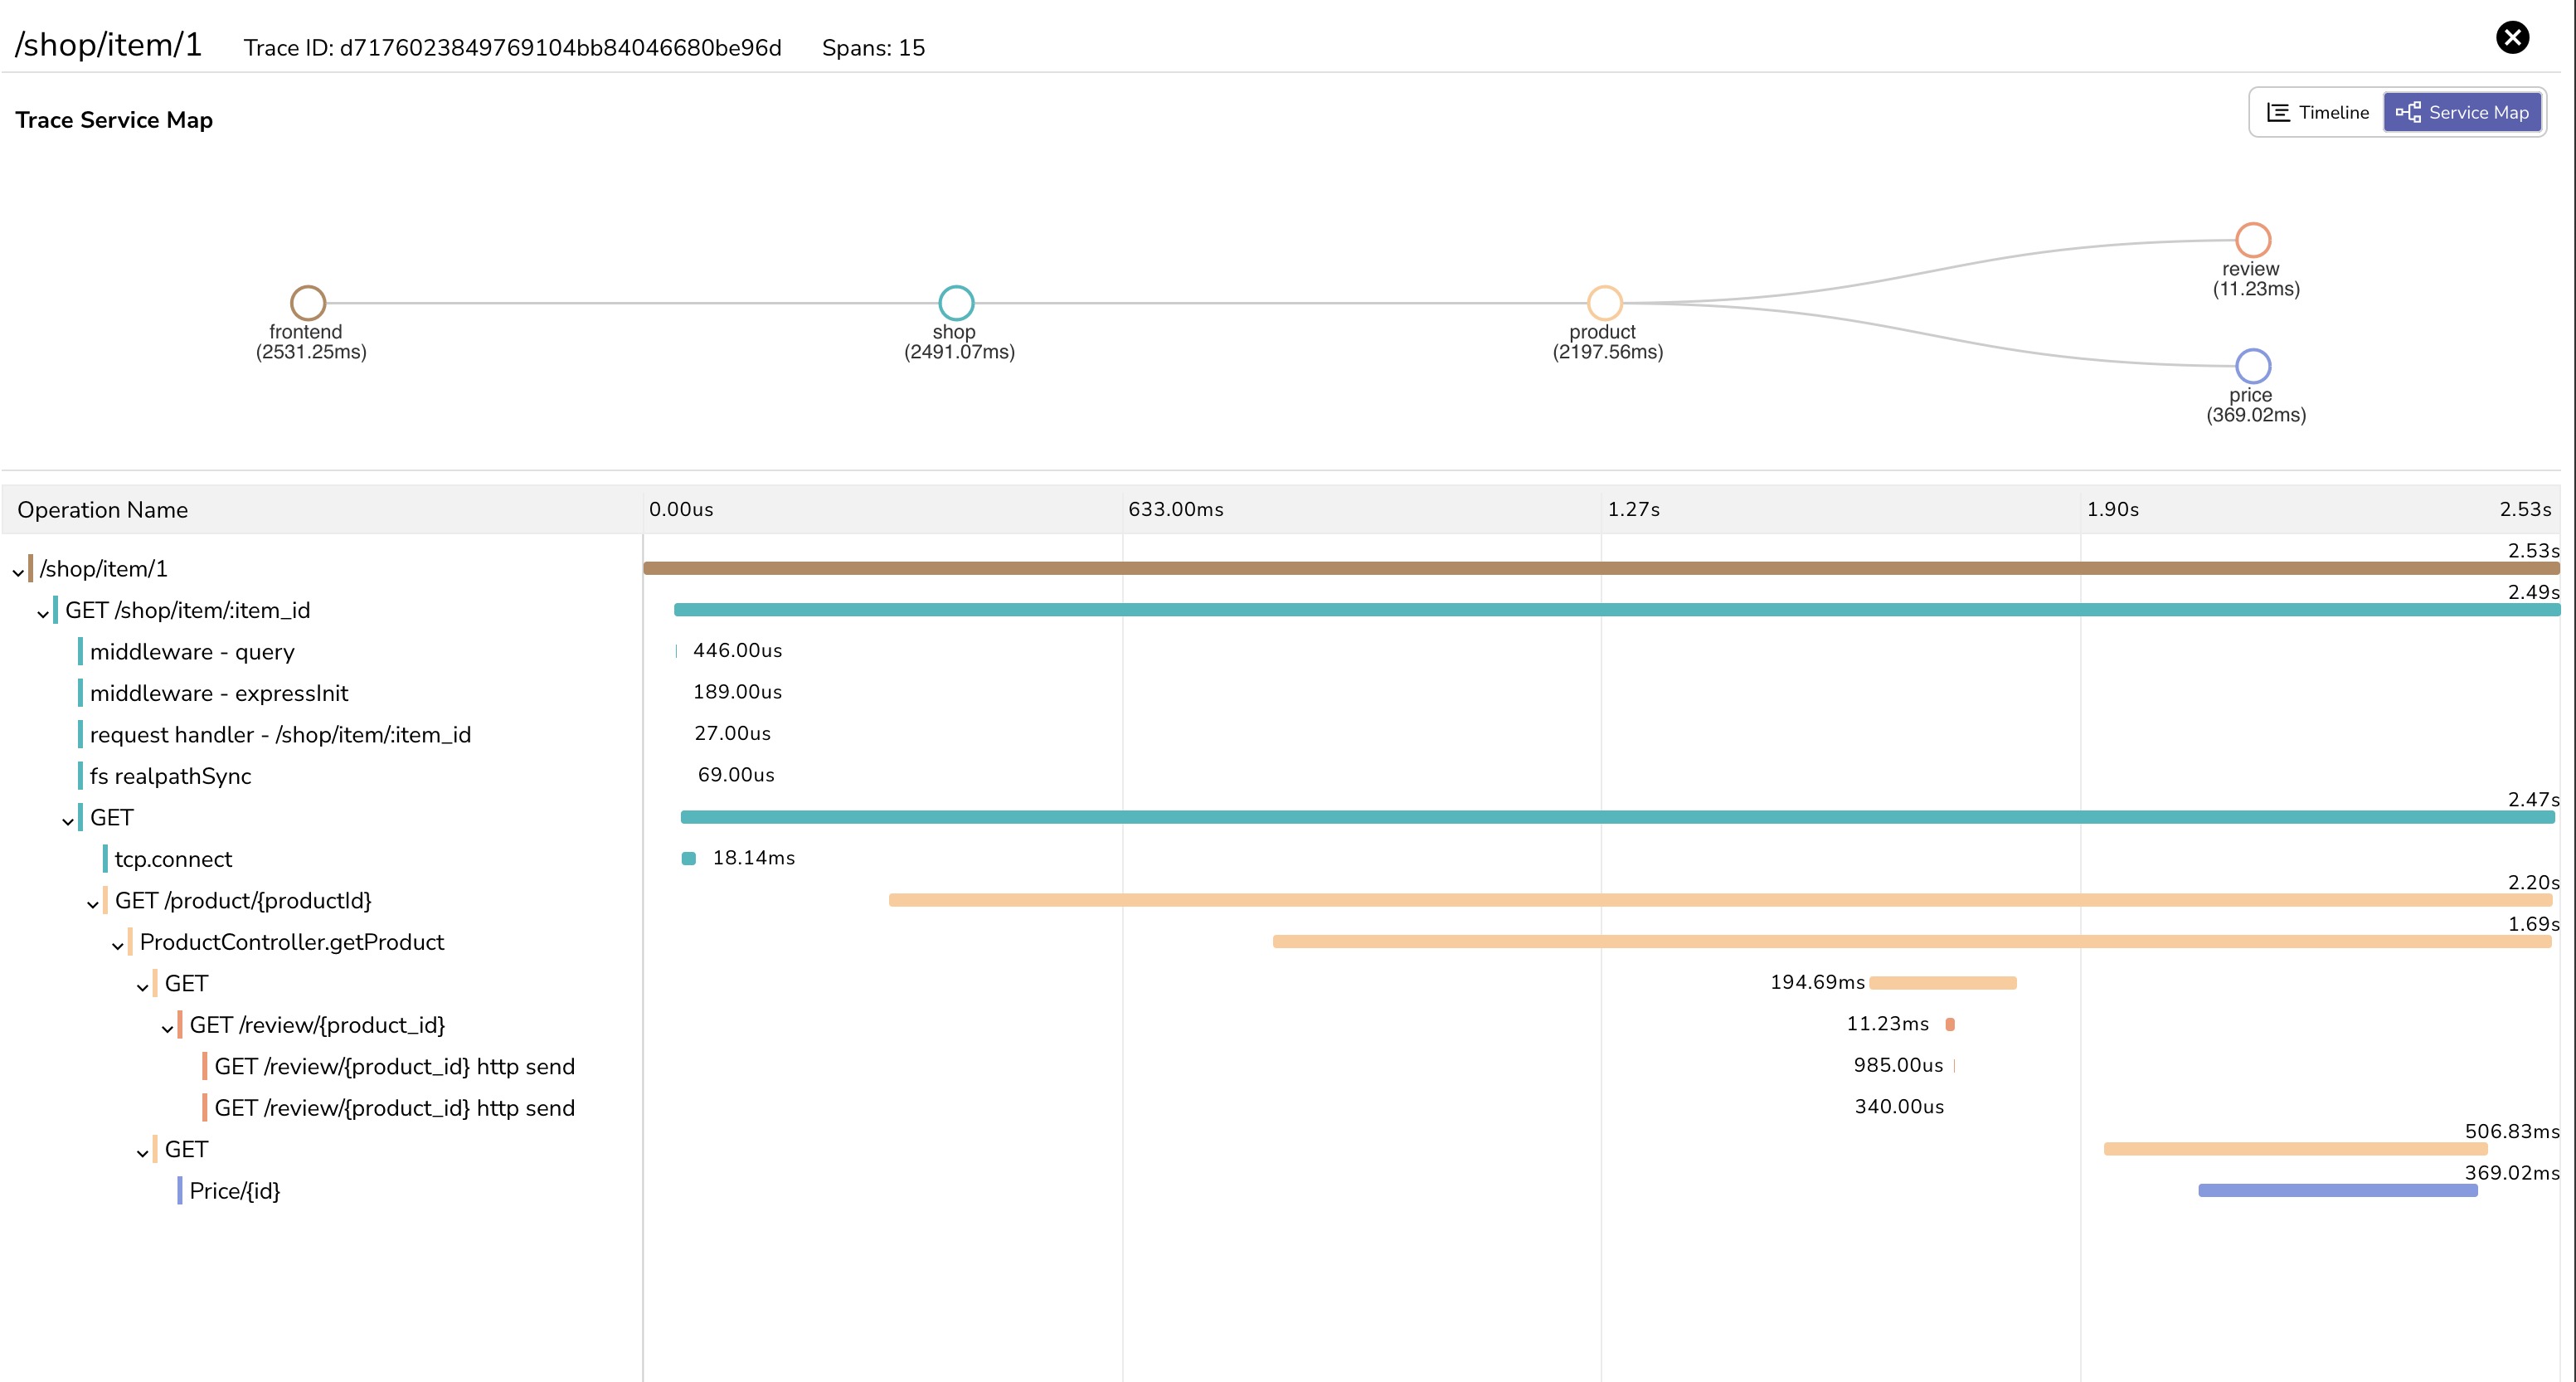 /shop/item/1 Trace ID: d7176023849769104bb84046680be96d Spans: 15
Trace Service Map
Timeline Service Map
review
(11.23ms)
frontend
(2531.25ms)
shop
(2491.07ms)
product
(2197.56ms)
price
(369.02ms)
Operation Name 0.00us 633.00ms 1.27s 1.90s 2.53s
/shop/item/1 2.53s
GET /shop/item/:item_id 2.49s
middleware - query 446.00us
middleware - expressInit 189.00us
request handler - /shop/item/:item_id 27.00us
fs realpathSync 69.00us
GET 2.47s
tcp.connect 18.14ms
GET /product/{productId} 2.20s
ProductController.getProduct 1.69s
GET 194.69ms
GET /review/{product_id} 11.23ms
GET /review/{product_id} http send 985.00us
GET /review/{product_id} http send 340.00us
GET 506.83ms
Price/{id} 369.02ms